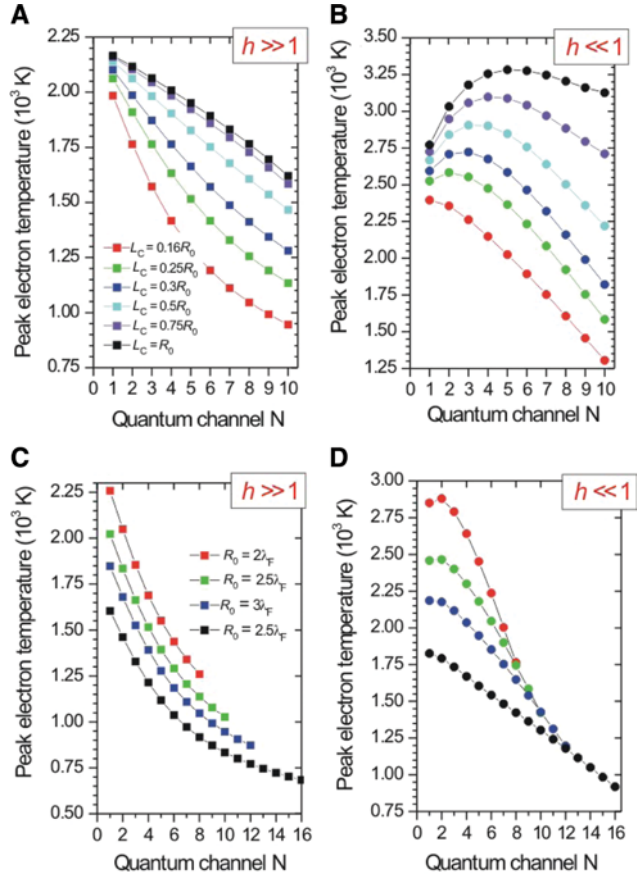 A
h >> 1
Peak electron temperature (10³ K)
2.25
2.00
1.75
1.50
1.25
1.00
0.75
L_C = 0.16R_0
L_C = 0.25R_0
L_C = 0.3R_0
L_C = 0.5R_0
L_C = 0.75R_0
L_C = R_0
0 1 2 3 4 5 6 7 8 9 10
Quantum channel N
B
h << 1
Peak electron temperature (10³ K)
3.50
3.25
3.00
2.75
2.50
2.25
2.00
1.75
1.50
1.25
0 1 2 3 4 5 6 7 8 9 10
Quantum channel N
C
h >> 1
Peak electron temperature (10³ K)
2.25
2.00
1.75
1.50
1.25
1.00
0.75
0.50
R_0 = 2λ_F
R_0 = 2.5λ_F
R_0 = 3λ_F
R_0 = 2.5λ_F
0 2 4 6 8 10 12 14 16
Quantum channel N
D
h << 1
Peak electron temperature (10³ K)
3.00
2.75
2.50
2.25
2.00
1.75
1.50
1.25
1.00
0.75
0 2 4 6 8 10 12 14 16
Quantum channel N